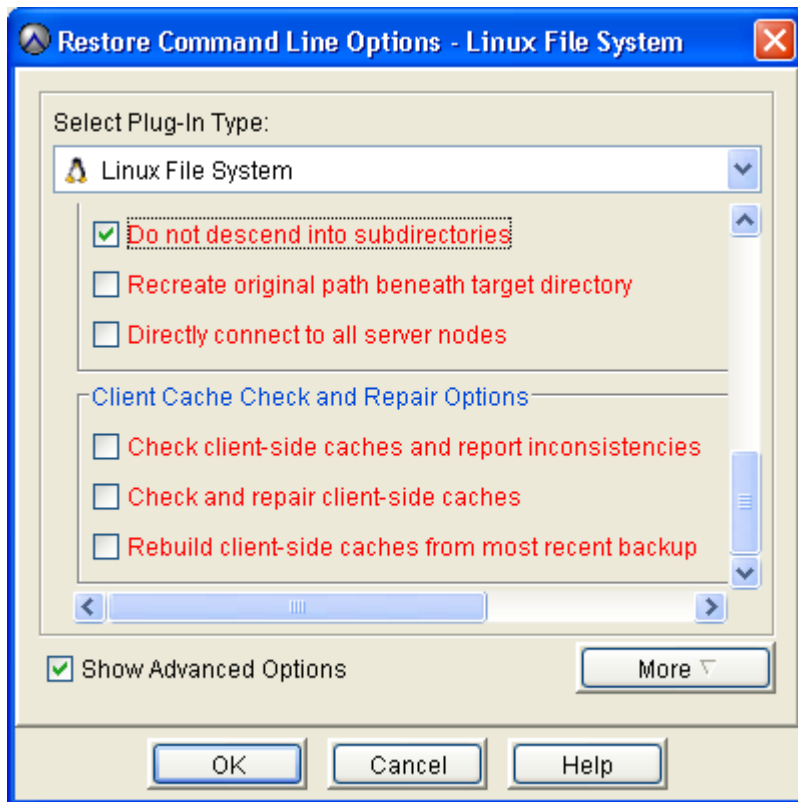 Restore Command Line Options - Linux File System
Select Plug-In Type:
Linux File System
Do not descend into subdirectories
Recreate original path beneath target directory
Directly connect to all server nodes
Client Cache Check and Repair Options
Check client-side caches and report inconsistencies
Check and repair client-side caches
Rebuild client-side caches from most recent backup
Show Advanced Options
More
OK
Cancel
Help